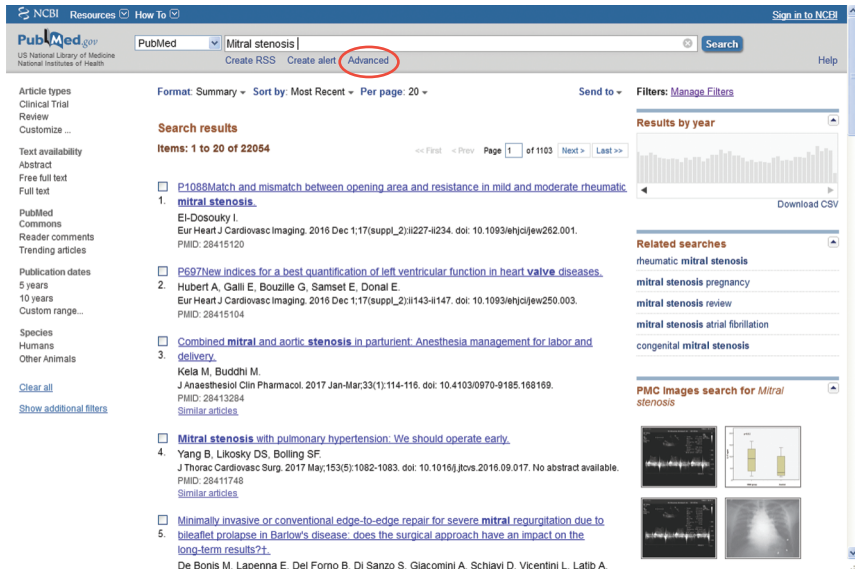 NCBI Resources How To Sign in to NCBI
PubMed.gov
US National Library of Medicine
National Institutes of Health
PubMed Mitral stenosis Search
Create RSS Create alert Advanced Help
Article types
Clinical Trial
Review
Customize ...
Text availability
Abstract
Free full text
Full text
PubMed
Commons
Reader comments
Trending articles
Publication dates
5 years
10 years
Custom range...
Species
Humans
Other Animals
Clear all
Show additional filters
Format: Summary Sort by: Most Recent Per page: 20 Send to
Search results
Items: 1 to 20 of 22054
<< First < Prev Page 1 of 1103 Next > Last >>
P1088Match and mismatch between opening area and resistance in mild and moderate rheumatic
1. mitral stenosis.
El-Dosouky I.
Eur Heart J Cardiovasc Imaging. 2016 Dec 1;17(suppl_2):ii227-ii234. doi: 10.1093/ehjci/jew262.001.
PMID: 28415120
P697New indices for a best quantification of left ventricular function in heart valve diseases.
2. Hubert A, Galli E, Bouzille G, Samset E, Donal E.
Eur Heart J Cardiovasc Imaging. 2016 Dec 1;17(suppl_2):ii143-ii147. doi: 10.1093/ehjci/jew250.003.
PMID: 28415104
Combined mitral and aortic stenosis in parturient: Anesthesia management for labor and
3. delivery.
Kela M, Buddhi M.
J Anaesthesiol Clin Pharmacol. 2017 Jan-Mar;33(1):114-116. doi: 10.4103/0970-9185.168169.
PMID: 28413284
Similar articles
Mitral stenosis with pulmonary hypertension: We should operate early.
4. Yang B, Likosky DS, Bolling SF.
J Thorac Cardiovasc Surg. 2017 May;153(5):1082-1083. doi: 10.1016/j.jtcvs.2016.09.017. No abstract available.
PMID: 28411748
Similar articles
Minimally invasive or conventional edge-to-edge repair for severe mitral regurgitation due to
5. bileaflet prolapse in Barlow's disease: does the surgical approach have an impact on the
long-term results?†.
De Bonis M, Lapenna E, Del Forno B, Di Sanzo S, Giacomini A, Schiavi D, Vicentini L, Latib A,
Filters: Manage Filters
Results by year
Download CSV
Related searches
rheumatic mitral stenosis
mitral stenosis pregnancy
mitral stenosis review
mitral stenosis atrial fibrillation
congenital mitral stenosis
PMC Images search for Mitral
stenosis